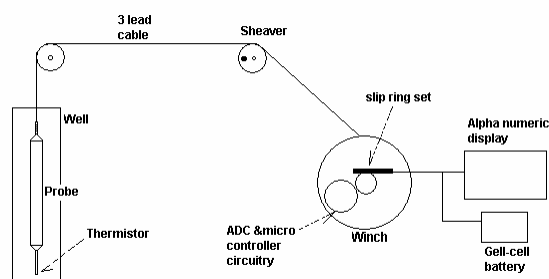 3 lead
cable
Sheaver
slip ring set
Well
Alpha numeric
display
Probe
Thermistor
ADC &micro
controller
circuitry
Winch
Gell-cell
battery